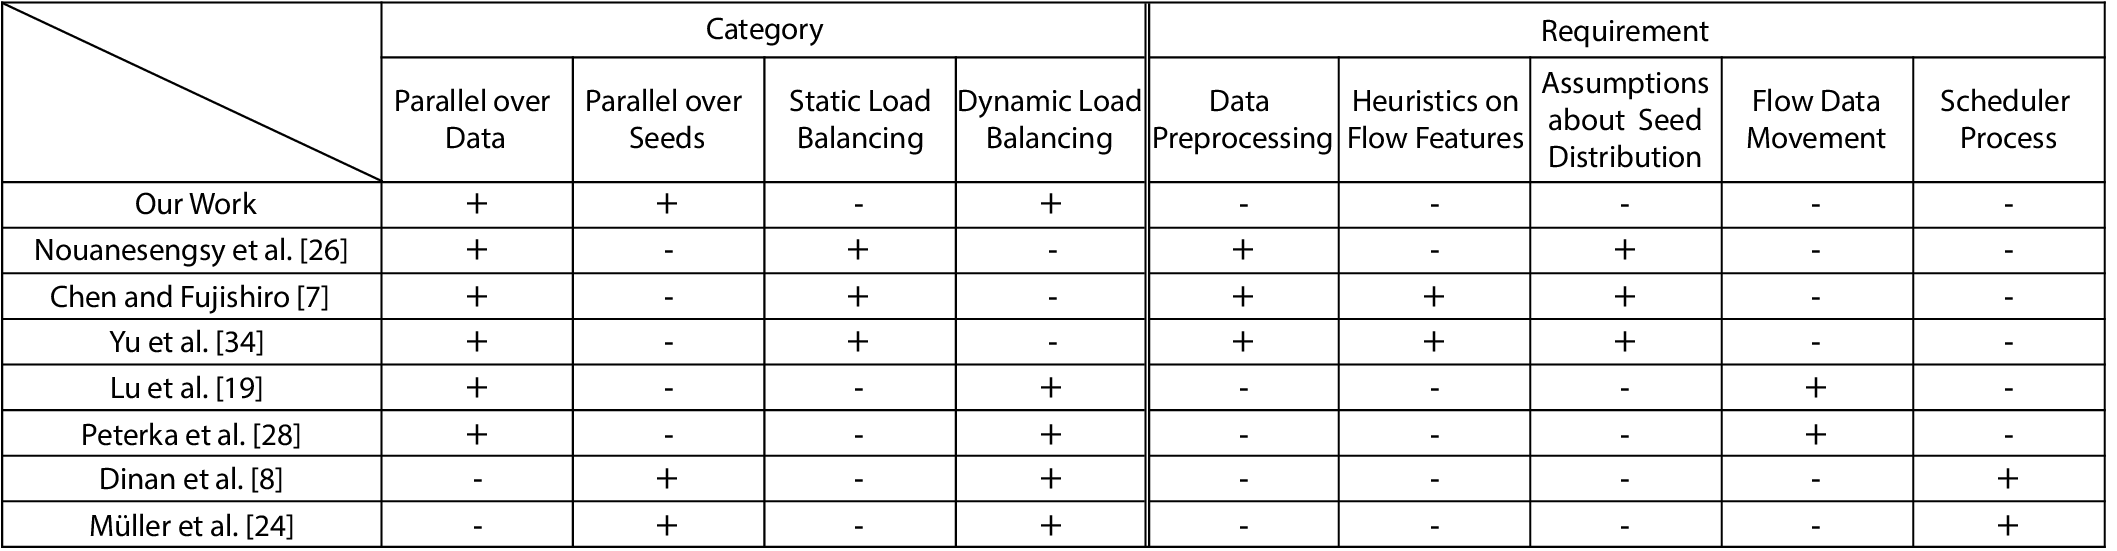 Category Requirement
Parallel over Data Parallel over Seeds Static Load Balancing Dynamic Load Balancing Data Preprocessing Heuristics on Flow Features Assumptions about Seed Distribution Flow Data Movement Scheduler Process
Our Work + + - + - - - - -
Nouanesengsy et al. [26] + - + - + - + - -
Chen and Fujishiro [7] + - + - + + + - -
Yu et al. [34] + - + - + + + - -
Lu et al. [19] + - - + - - - + -
Peterka et al. [28] + - - + - - - + -
Dinan et al. [8] - + - + - - - - +
Müller et al. [24] - + - + - - - - +